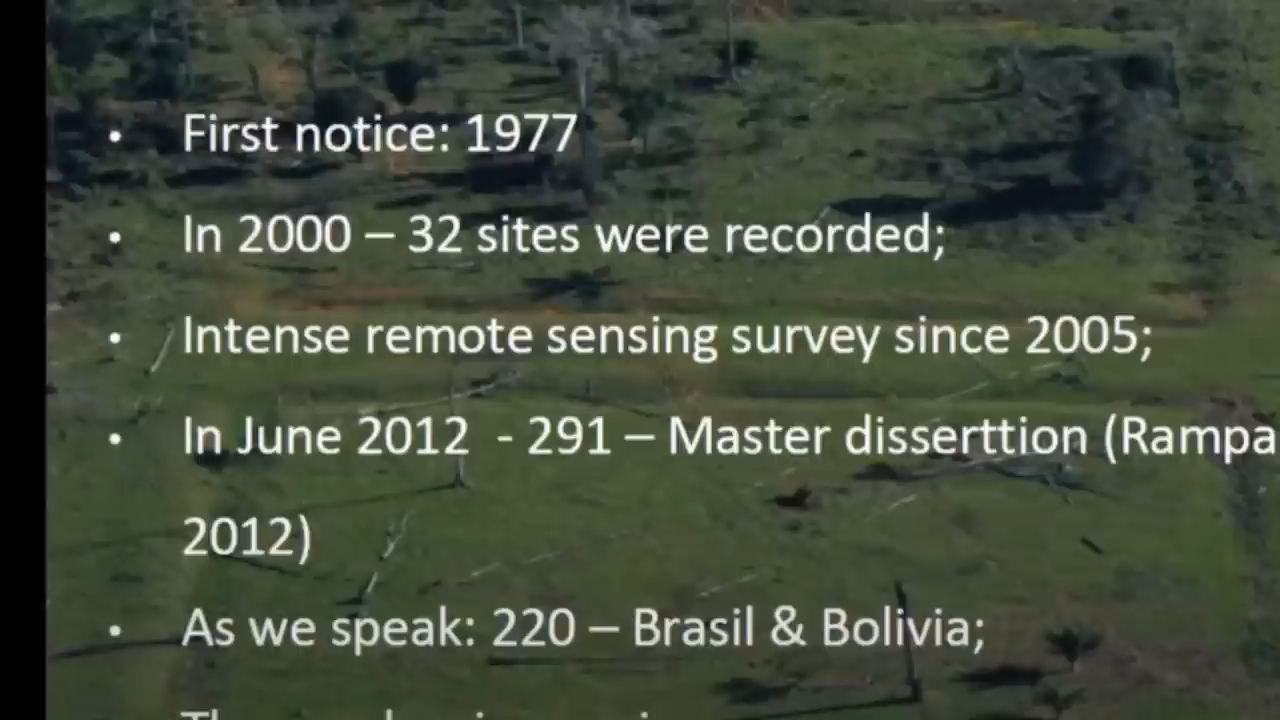 • First notice: 1977
• In 2000 – 32 sites were recorded;
• Intense remote sensing survey since 2005;
• In June 2012 - 291 – Master disserttion (Rampa
2012)
• As we speak: 220 – Brasil & Bolivia;